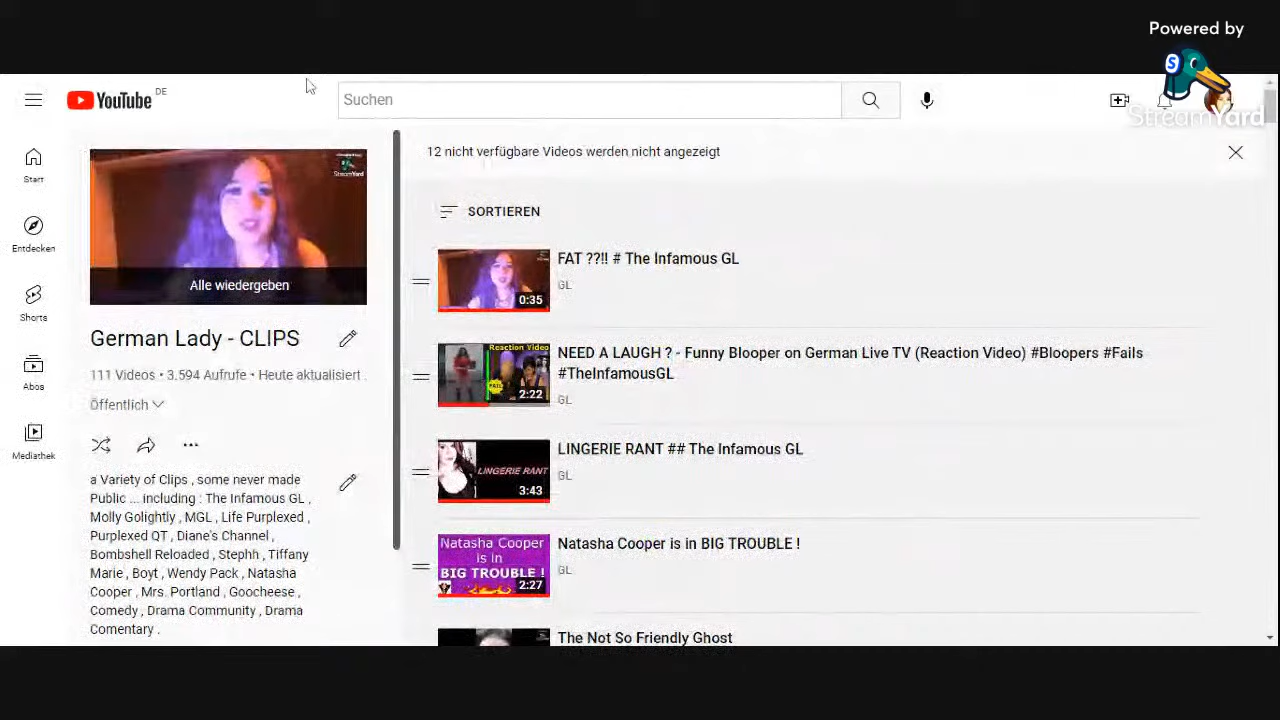 Powered by
StreamYard
YouTube DE
Suchen
Start
Entdecken
Shorts
Abos
Mediathek
StreamYard
Alle wiedergeben
German Lady - CLIPS
111 Videos • 3.594 Aufrufe • Heute aktualisiert
Öffentlich
a Variety of Clips , some never made
Public ... including : The Infamous GL ,
Molly Golightly , MGL , Life Purplexed ,
Purplexed QT , Diane's Channel ,
Bombshell Reloaded , Stephh , Tiffany
Marie , Boyt , Wendy Pack , Natasha
Cooper , Mrs. Portland , Goocheese ,
Comedy , Drama Community , Drama
Comentary .
12 nicht verfügbare Videos werden nicht angezeigt
SORTIEREN
0:35
FAT ??!! # The Infamous GL
GL
Reaction Video
FAIL
2:22
NEED A LAUGH ? - Funny Blooper on German Live TV (Reaction Video) #Bloopers #Fails
#TheInfamousGL
GL
LINGERIE RANT
3:43
LINGERIE RANT ## The Infamous GL
GL
Natasha Cooper
is in
BIG TROUBLE !
2:27
Natasha Cooper is in BIG TROUBLE !
GL
The Not So Friendly Ghost